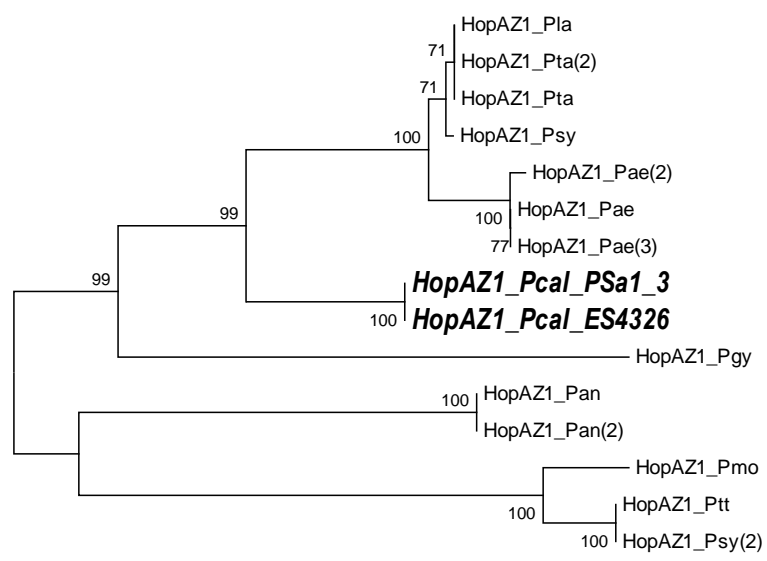 HopAZ1_Pla
71
HopAZ1_Pta(2)
71
HopAZ1_Pta
HopAZ1_Psy
100
HopAZ1_Pae(2)
99
100
HopAZ1_Pae
77
HopAZ1_Pae(3)
99
HopAZ1_Pcal_PSa1_3
100
HopAZ1_Pcal_ES4326
HopAZ1_Pgy
100
HopAZ1_Pan
HopAZ1_Pan(2)
HopAZ1_Pmo
100
HopAZ1_Ptt
100
HopAZ1_Psy(2)